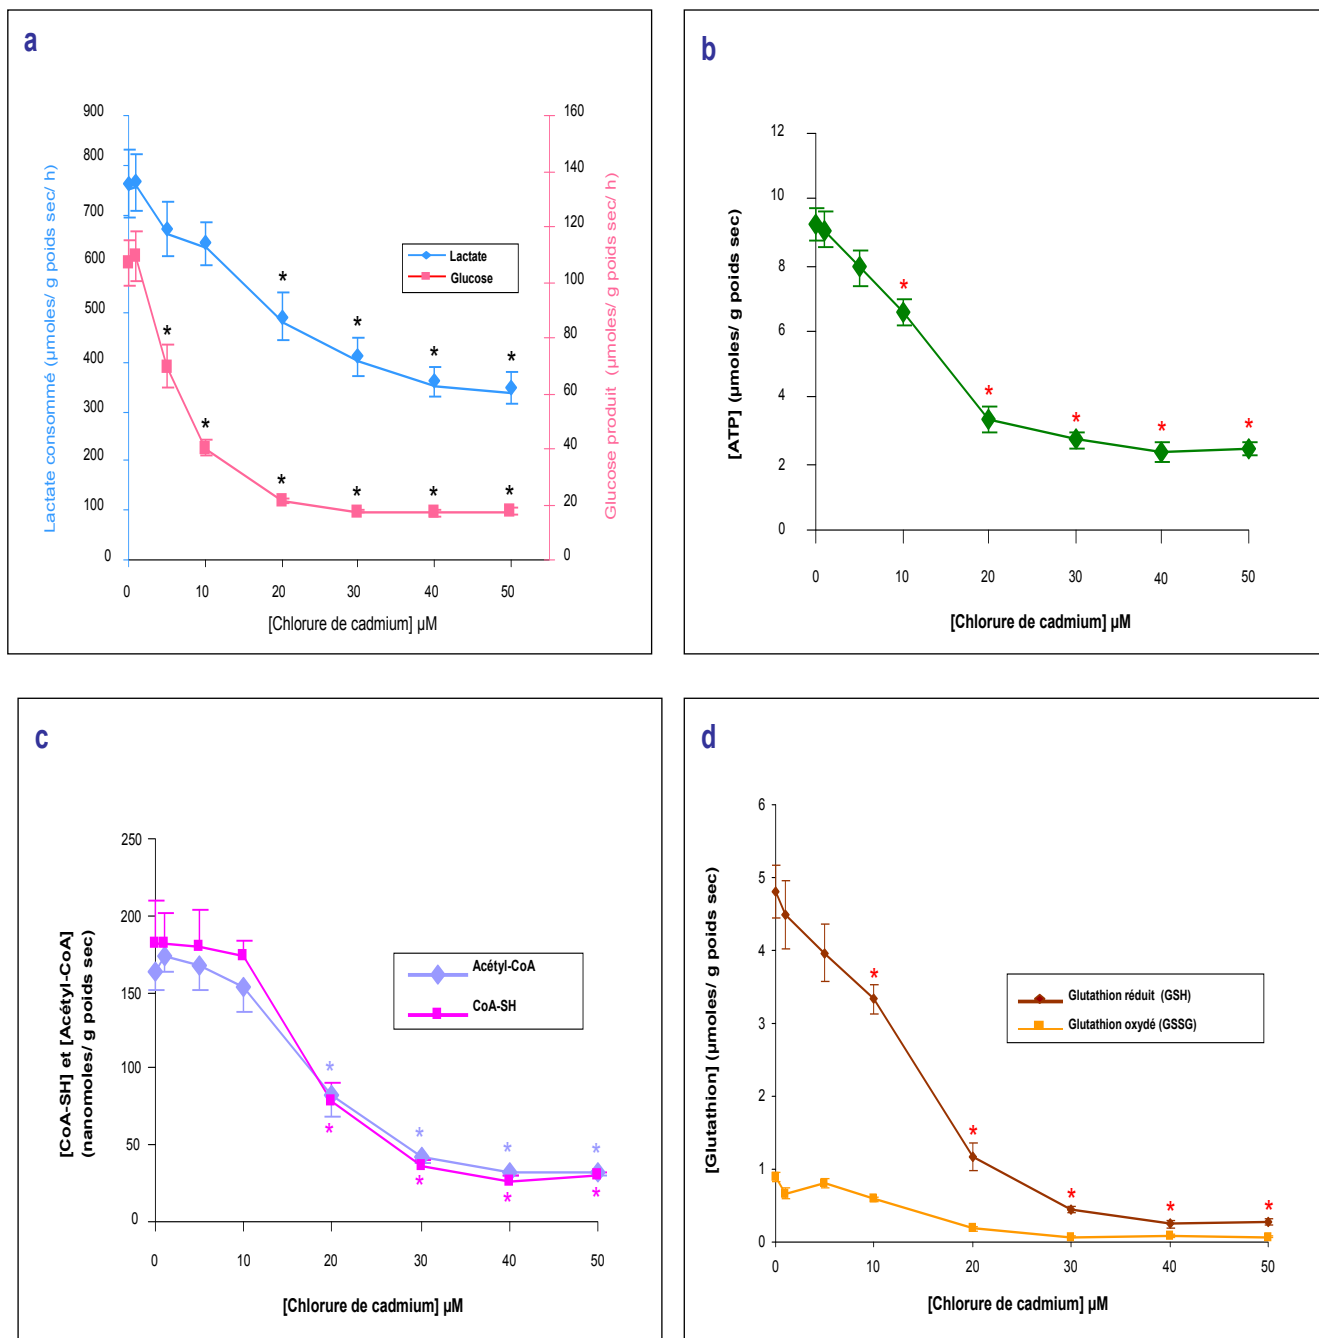 a
Lactate consommé (µmoles/ g poids sec/ h)
900
800
700
600
500
400
300
200
100
0
160
140
120
100
80
60
40
20
0
Glucose produit (µmoles/ g poids sec/ h)
Lactate
Glucose
* * * *
* * * * * *
0 10 20 30 40 50
[Chlorure de cadmium] µM
b
[ATP] (µmoles/ g poids sec)
12
10
8
6
4
2
0
* * * * *
0 10 20 30 40 50
[Chlorure de cadmium] µM
c
[CoA-SH] et [Acétyl-CoA]
(nanomoles/ g poids sec)
250
200
150
100
50
0
Acétyl-CoA
CoA-SH
* * * *
* * * *
0 10 20 30 40 50
[Chlorure de cadmium] µM
d
[Glutathion] (µmoles/ g poids sec)
6
5
4
3
2
1
0
Glutathion réduit (GSH)
Glutathion oxydé (GSSG)
* * * * *
0 10 20 30 40 50
[Chlorure de cadmium] µM